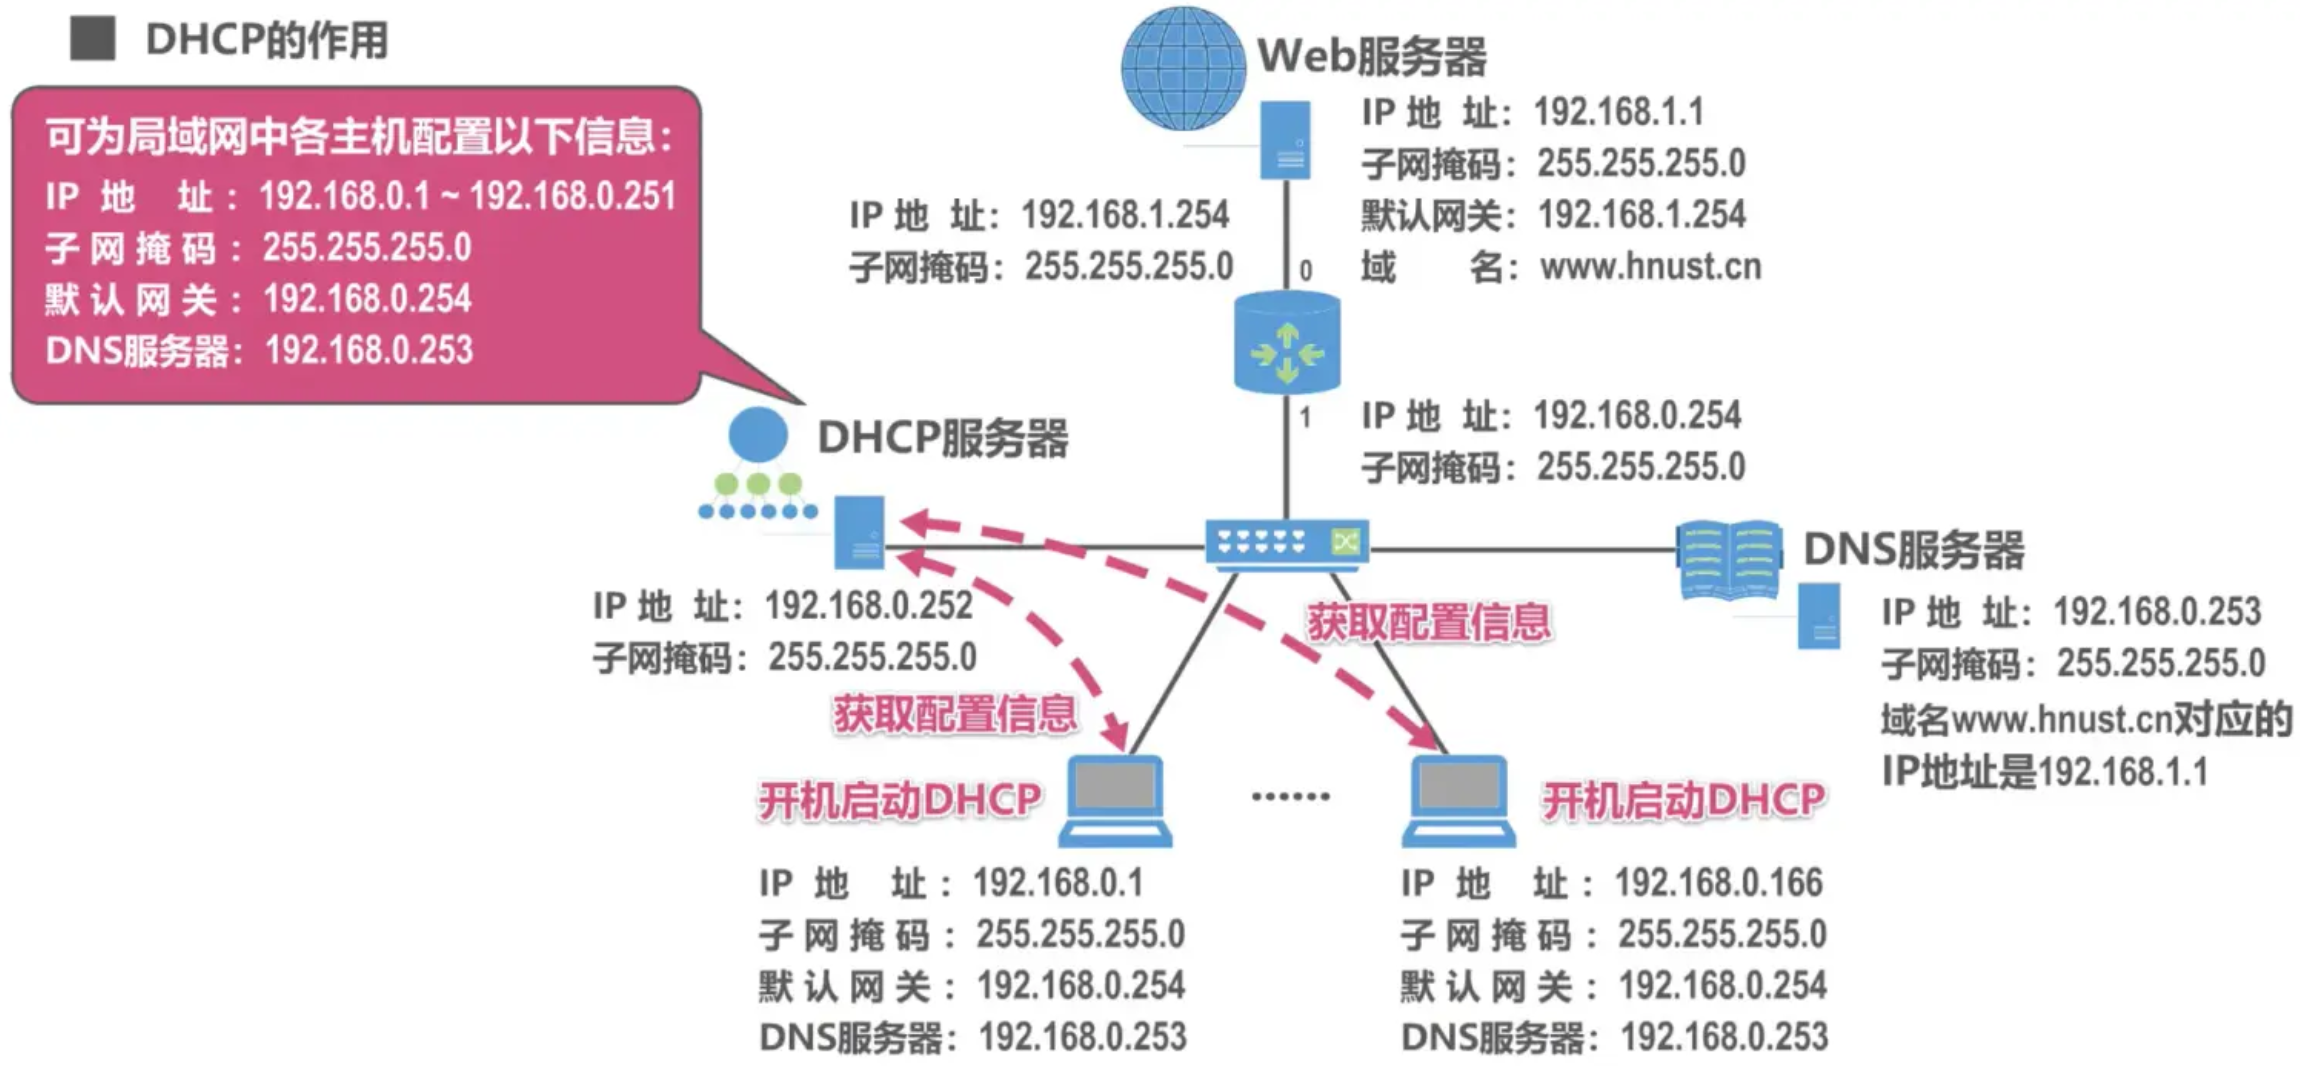 DHCP的作用
可为局域网中各主机配置以下信息：
IP 地 址：192.168.0.1 ~ 192.168.0.251
子网掩码：255.255.255.0
默认网关：192.168.0.254
DNS服务器：192.168.0.253
Web服务器
IP 地 址：192.168.1.1
子网掩码：255.255.255.0
默认网关：192.168.1.254
域 名：www.hnust.cn
IP 地 址：192.168.1.254
子网掩码：255.255.255.0
0
1
IP 地 址：192.168.0.254
子网掩码：255.255.255.0
DHCP服务器
IP 地 址：192.168.0.252
子网掩码：255.255.255.0
DNS服务器
IP 地 址：192.168.0.253
子网掩码：255.255.255.0
域名www.hnust.cn对应的
IP地址是192.168.1.1
获取配置信息
获取配置信息
开机启动DHCP
......
开机启动DHCP
IP 地 址：192.168.0.1
子网掩码：255.255.255.0
默认网关：192.168.0.254
DNS服务器：192.168.0.253
IP 地 址：192.168.0.166
子网掩码：255.255.255.0
默认网关：192.168.0.254
DNS服务器：192.168.0.253